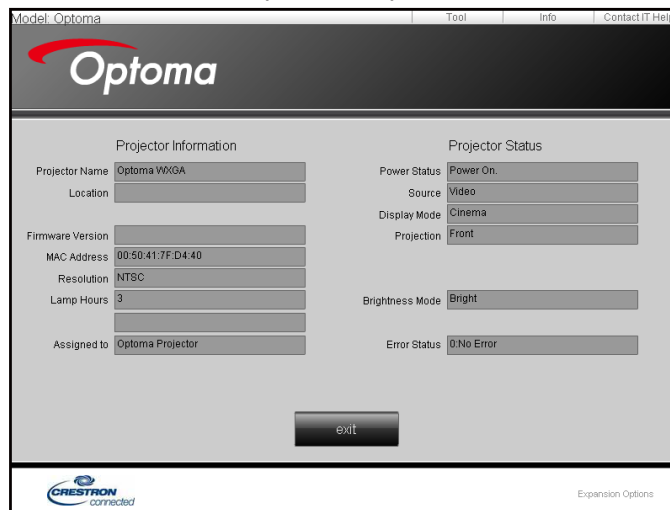 Model: Optoma
Tool Info Contact IT Hel
Optoma
Projector Information
Projector Name Optoma WXGA
Location
Firmware Version
MAC Address 00:50:41:7F:D4:40
Resolution NTSC
Lamp Hours 3
Assigned to Optoma Projector
Projector Status
Power Status Power On.
Source Video
Display Mode Cinema
Projection Front
Brightness Mode Bright
Error Status 0:No Error
exit
CRESTRON
connected
Expansion Options